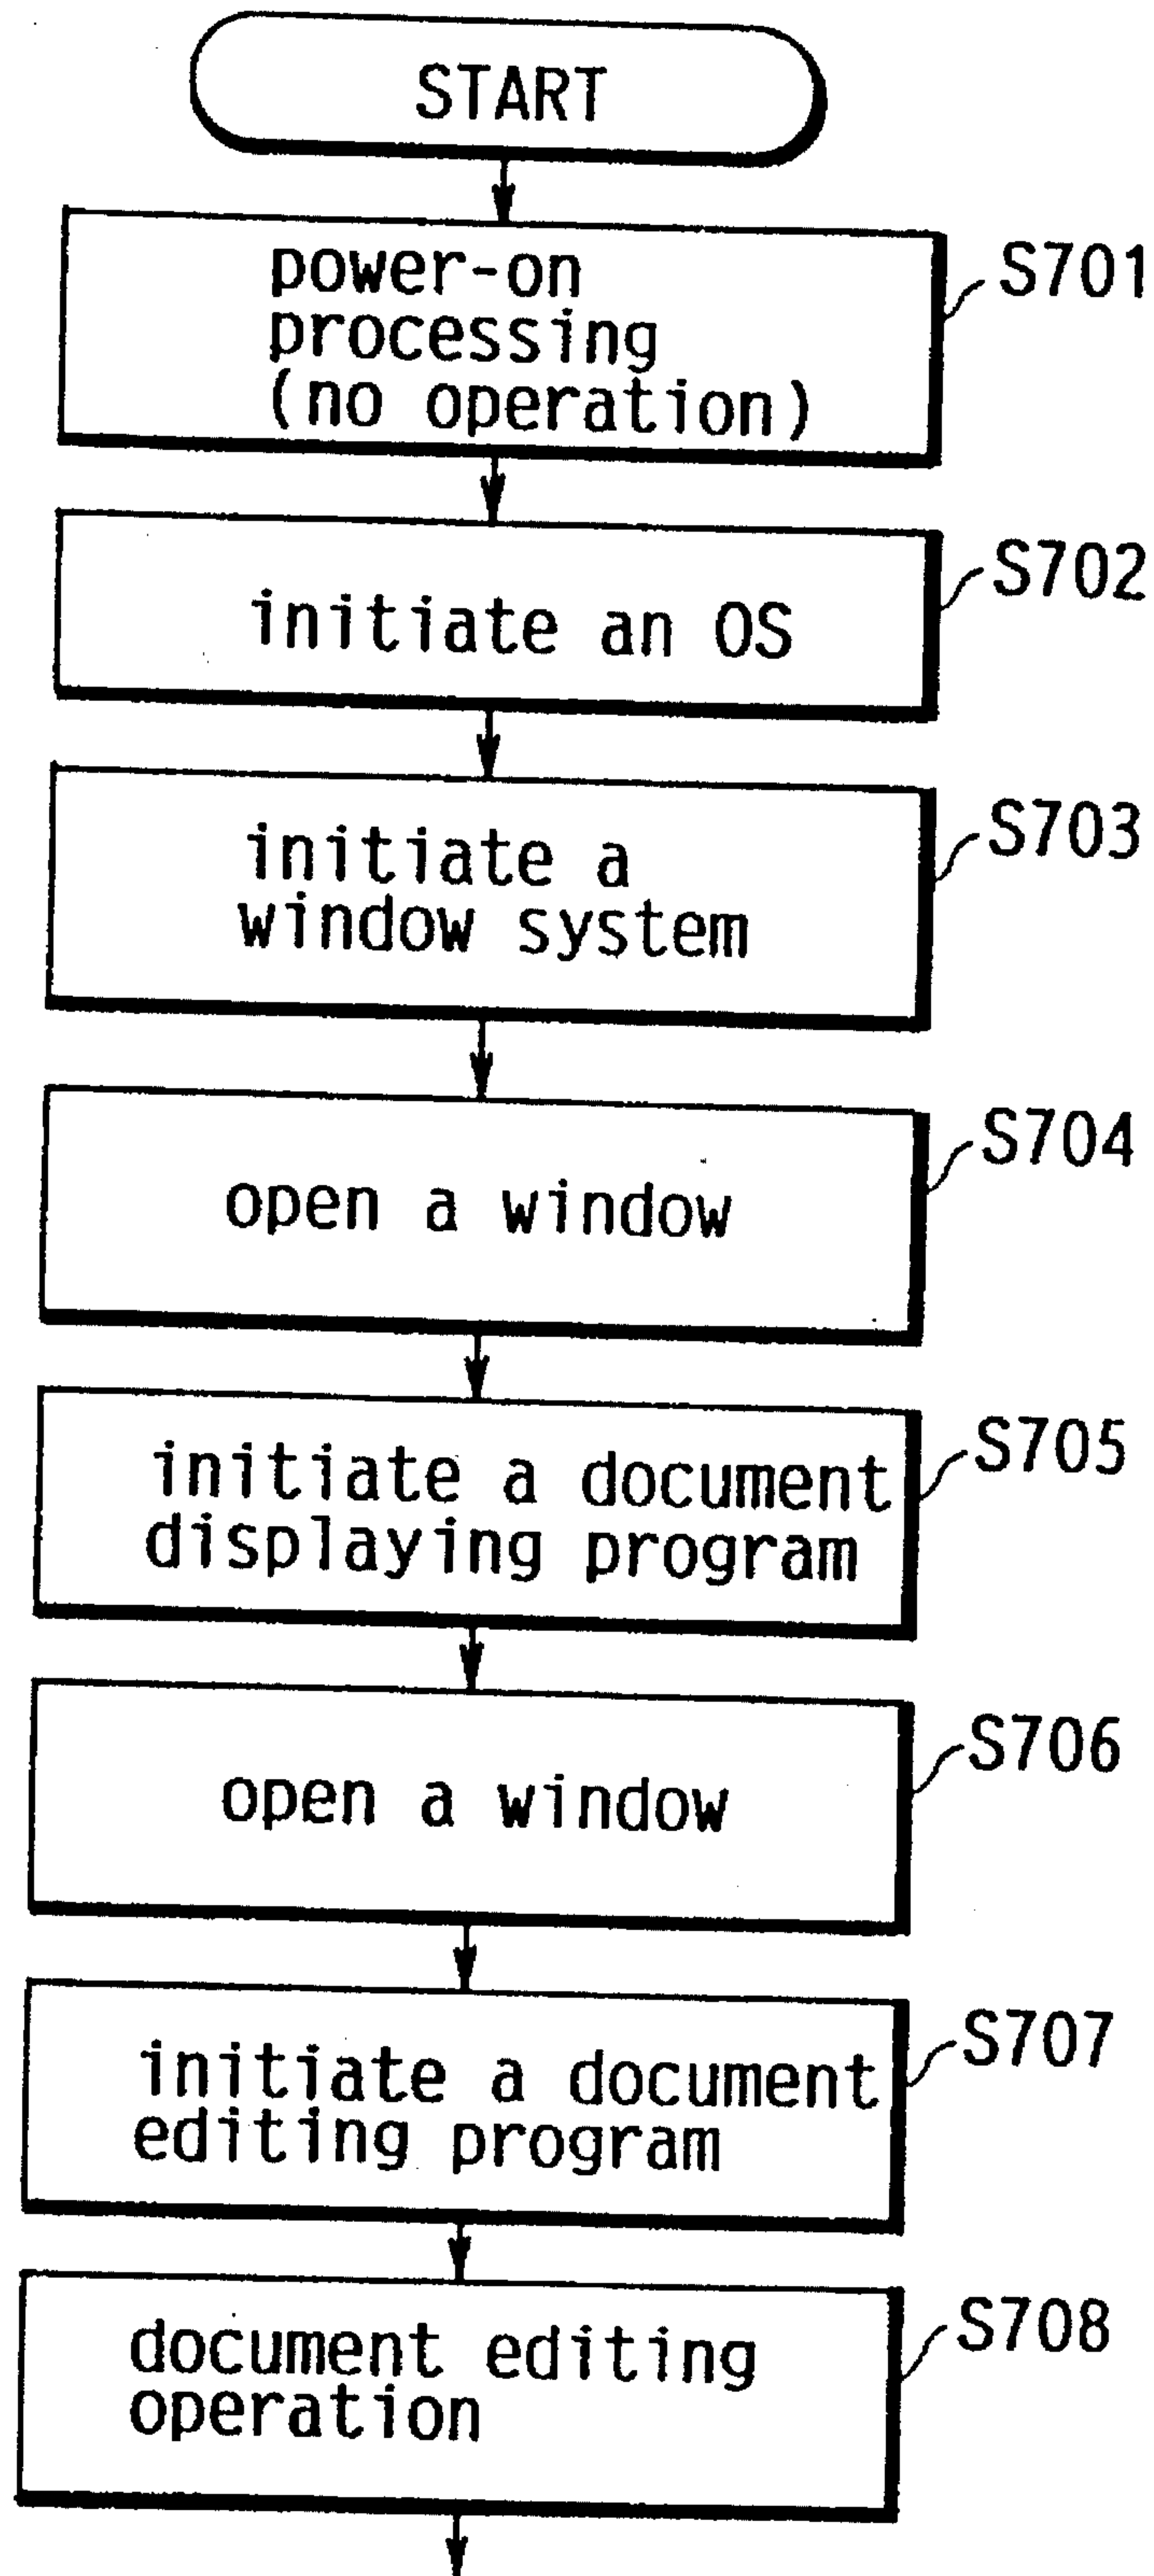 START
power-on
processing
(no operation)
S701
initiate an OS
S702
initiate a
window system
S703
open a window
S704
initiate a document
displaying program
S705
open a window
S706
initiate a document
editing program
S707
document editing
operation
S708